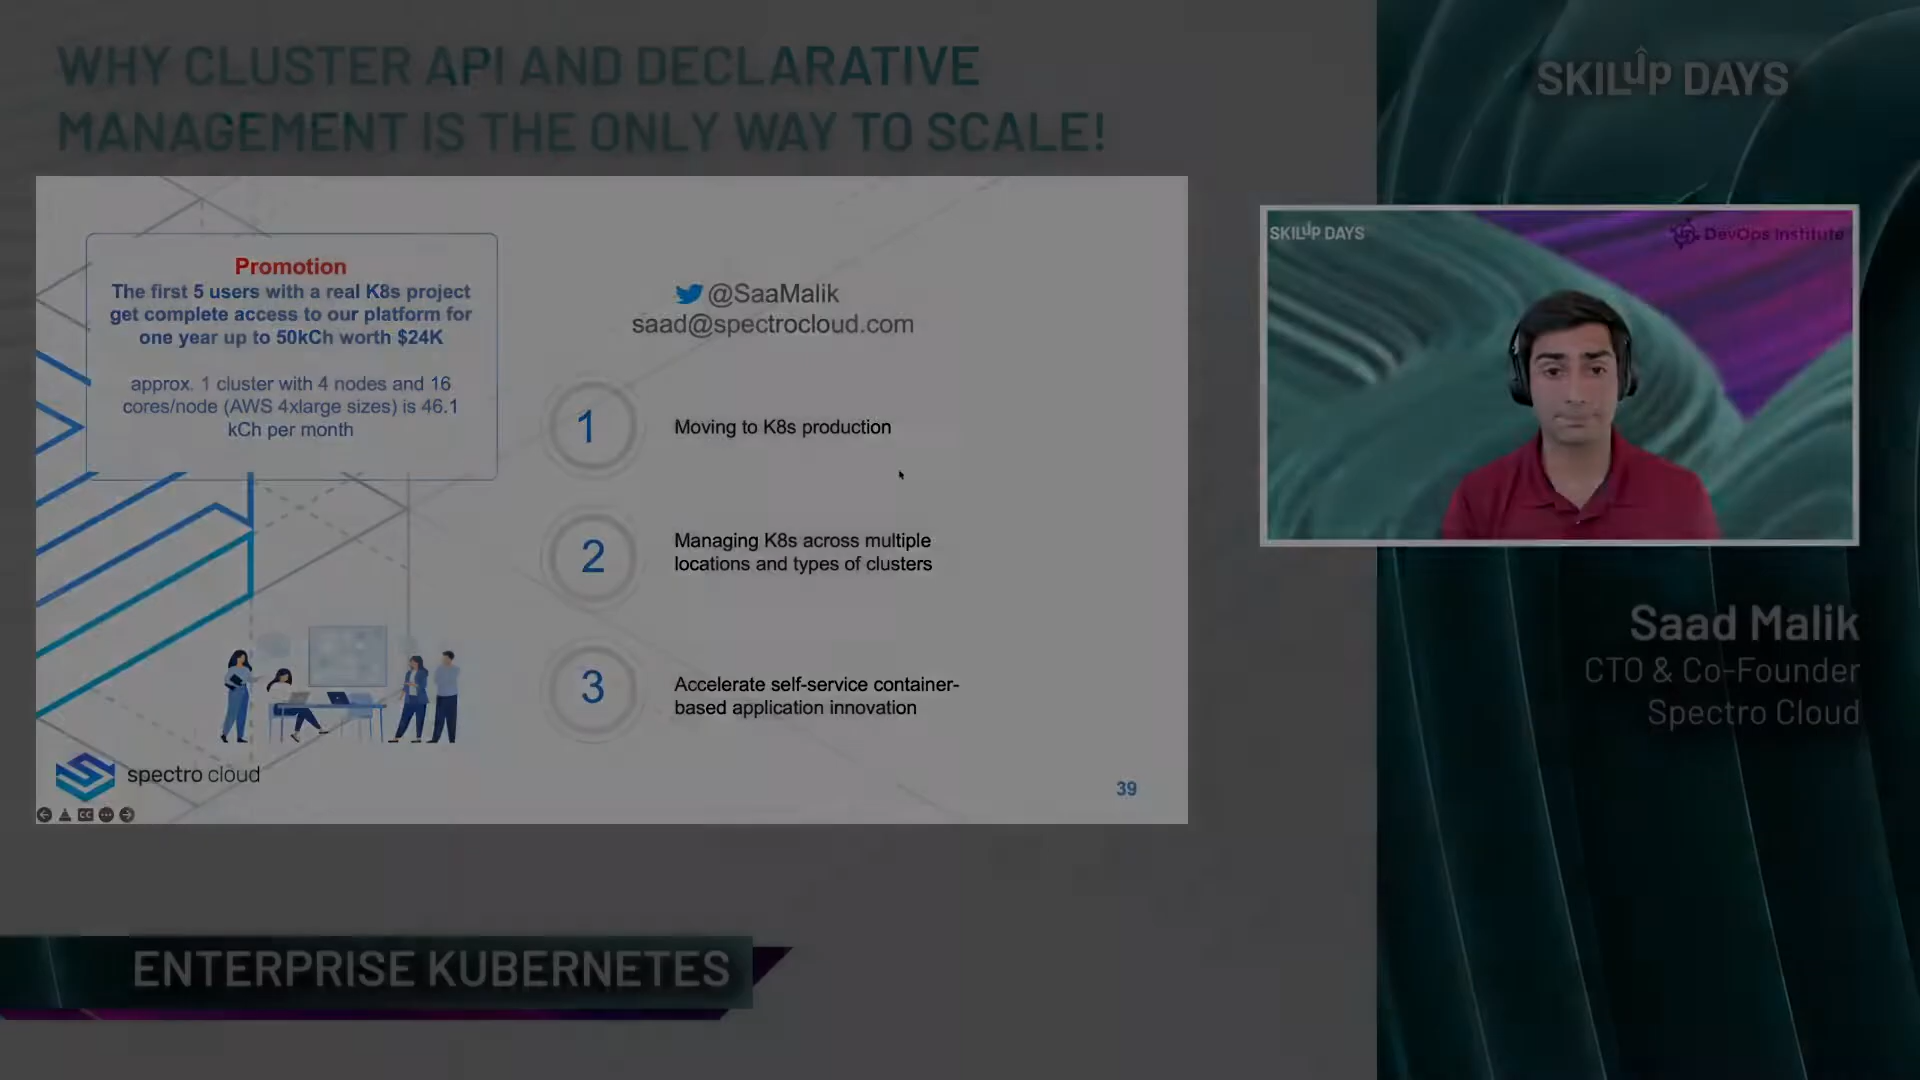 WHY CLUSTER API AND DECLARATIVE
MANAGEMENT IS THE ONLY WAY TO SCALE!
SKILUP DAYS
Promotion
The first 5 users with a real K8s project
get complete access to our platform for
one year up to 50kCh worth $24K
approx. 1 cluster with 4 nodes and 16
cores/node (AWS 4xlarge sizes) is 46.1
kCh per month
@SaaMalik
saad@spectrocloud.com
1
Moving to K8s production
2
Managing K8s across multiple
locations and types of clusters
3
Accelerate self-service container-
based application innovation
spectro cloud
39
CC
SKILUP DAYS
DevOps Institute
Saad Malik
CTO & Co-Founder
Spectro Cloud
ENTERPRISE KUBERNETES